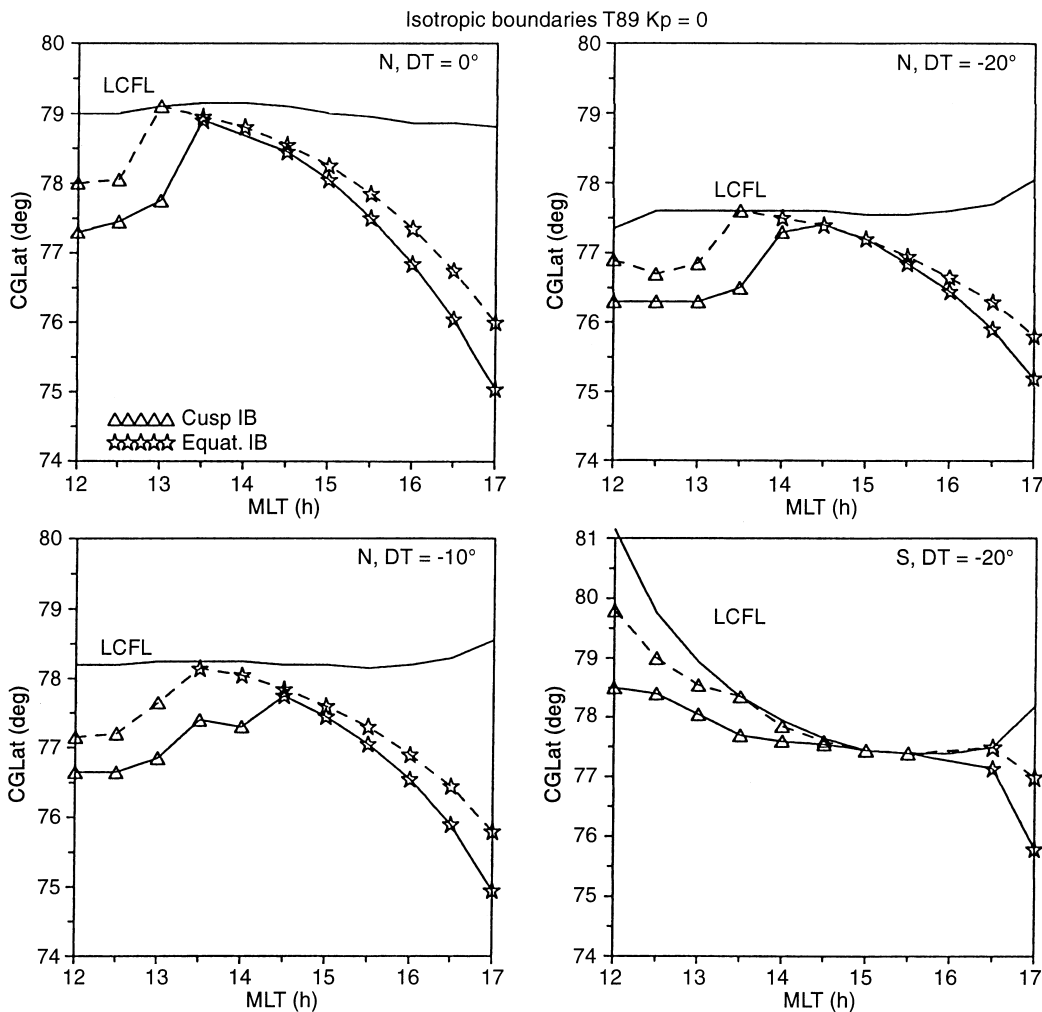 Isotropic boundaries T89 Kp = 0
80
79
78
77
76
75
74
CGLat (deg)
N, DT = 0°
LCFL
Cusp IB
Equat. IB
12 13 14 15 16 17
MLT (h)
80
79
78
77
76
75
74
CGLat (deg)
N, DT = -20°
LCFL
12 13 14 15 16 17
MLT (h)
80
79
78
77
76
75
74
CGLat (deg)
N, DT = -10°
LCFL
12 13 14 15 16 17
MLT (h)
81
80
79
78
77
76
75
74
CGLat (deg)
S, DT = -20°
LCFL
12 13 14 15 16 17
MLT (h)